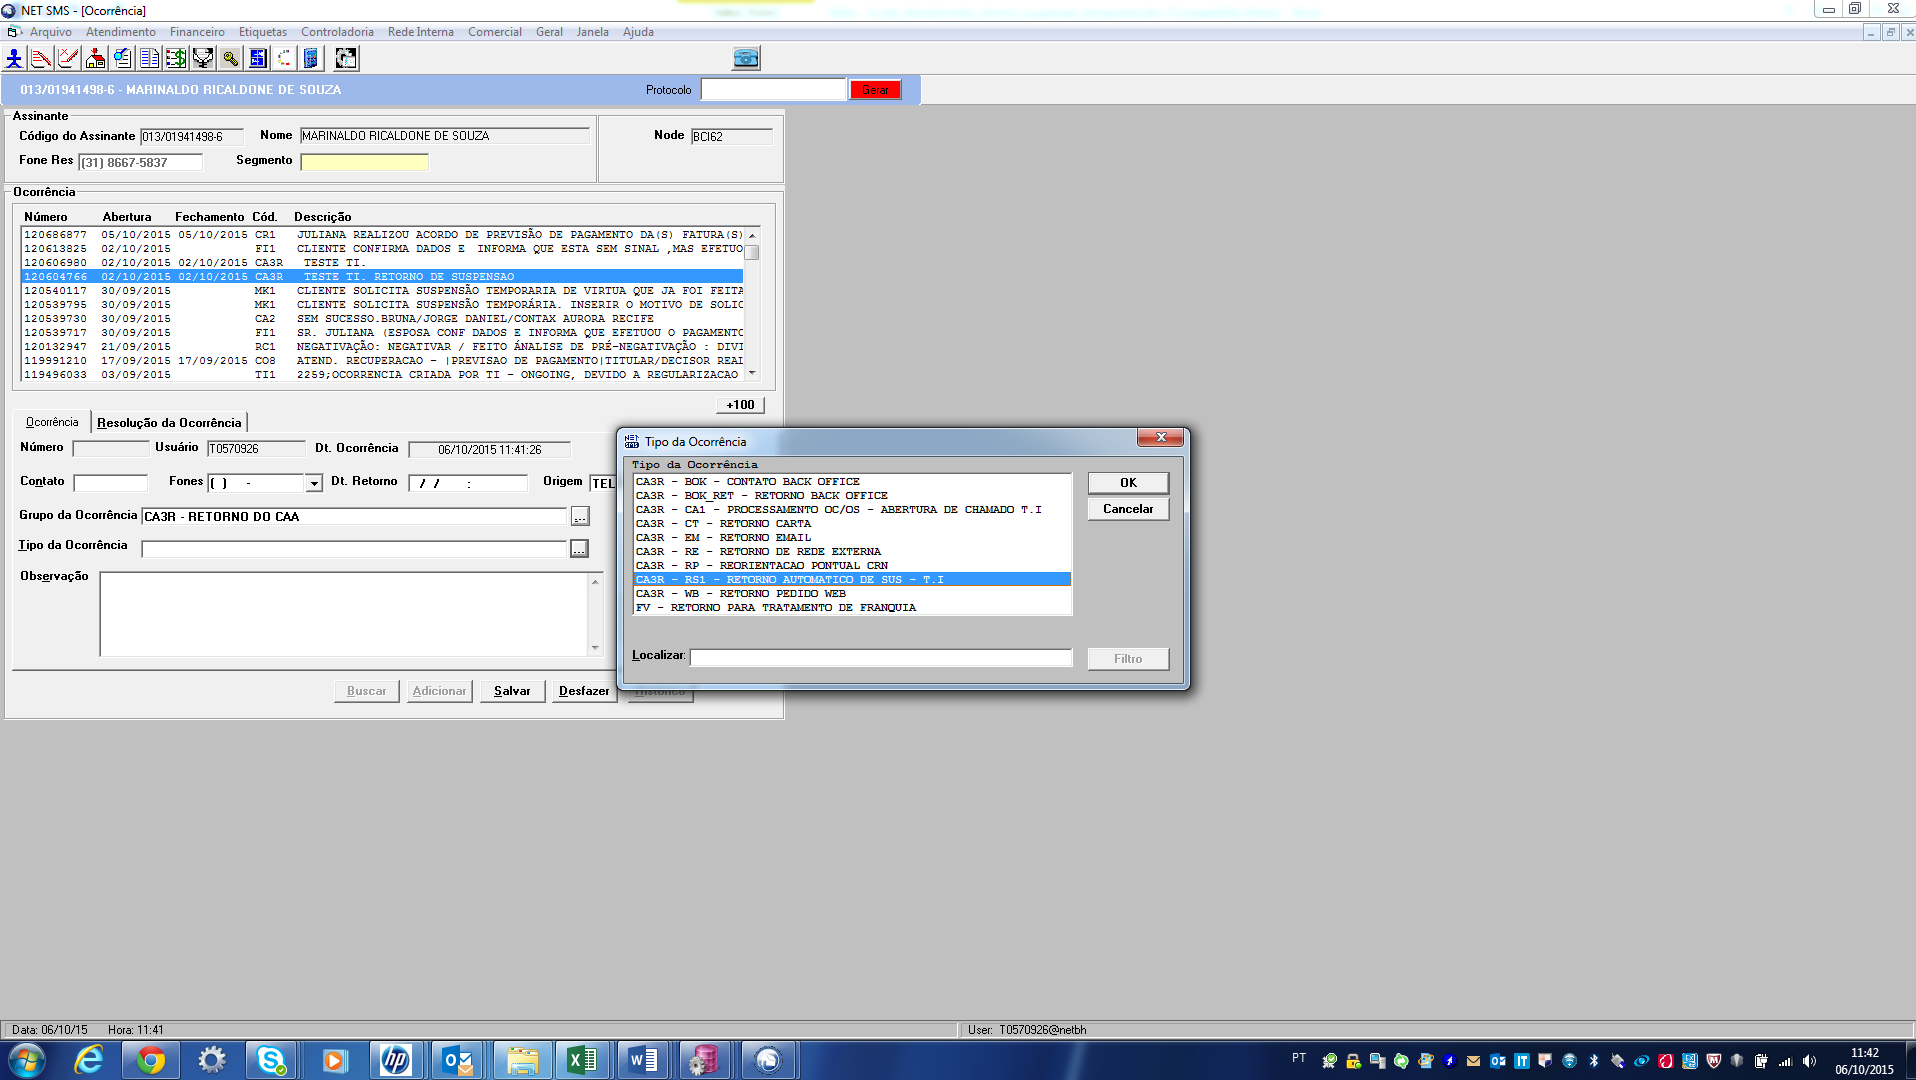 NET SMS - [Ocorrência]
Arquivo Atendimento Financeiro Etiquetas Controladoria Rede Interna Comercial Geral Janela Ajuda
013/01941498-6 - MARINALDO RICALDONE DE SOUZA Protocolo Gerar
Assinante
Código do Assinante 013/01941498-6 Nome MARINALDO RICALDONE DE SOUZA Node BCI62
Fone Res (31) 8667-5837 Segmento
Ocorrência
Número Abertura Fechamento Cód. Descrição
120686877 05/10/2015 05/10/2015 CR1 JULIANA REALIZOU ACORDO DE PREVISÃO DE PAGAMENTO DA(S) FATURA(S)
120613825 02/10/2015 FI1 CLIENTE CONFIRMA DADOS E INFORMA QUE ESTA SEM SINAL ,MAS EFETUO
120606980 02/10/2015 02/10/2015 CA3R TESTE TI.
120604766 02/10/2015 02/10/2015 CA3R TESTE TI. RETORNO DE SUSPENSAO
120540117 30/09/2015 MK1 CLIENTE SOLICITA SUSPENSÃO TEMPORARIA DE VIRTUA QUE JA FOI FEITA
120539795 30/09/2015 MK1 CLIENTE SOLICITA SUSPENSÃO TEMPORÁRIA. INSERIR O MOTIVO DE SOLIC
120539730 30/09/2015 CA2 SEM SUCESSO.BRUNA/JORGE DANIEL/CONTAX AURORA RECIFE
120539717 30/09/2015 FI1 SR. JULIANA (ESPOSA CONF DADOS E INFORMA QUE EFETUOU O PAGAMENTO
120132947 21/09/2015 RC1 NEGATIVAÇÃO: NEGATIVAR / FEITO ÁNALISE DE PRÉ-NEGATIVAÇÃO : DIVI
119991210 17/09/2015 17/09/2015 CO8 ATEND. RECUPERACAO - |PREVISAO DE PAGAMENTO|TITULAR/DECISOR REAL
119496033 03/09/2015 TI1 2259;OCORRENCIA CRIADA POR TI - ONGOING, DEVIDO A REGULARIZACAO
+100
Ocorrência Resolução da Ocorrência
Número Usuário T0570926 Dt. Ocorrência 06/10/2015 11:41:26
Contato Fones ( ) - Dt. Retorno / / : Origem TEL
Grupo da Ocorrência CA3R - RETORNO DO CAA ...
Tipo da Ocorrência ...
Observação
Buscar Adicionar Salvar Desfazer Histórico
Tipo da Ocorrência
Tipo da Ocorrência
CA3R - BOK - CONTATO BACK OFFICE
CA3R - BOK_RET - RETORNO BACK OFFICE
CA3R - CA1 - PROCESSAMENTO OC/OS - ABERTURA DE CHAMADO T.I
CA3R - CT - RETORNO CARTA
CA3R - EM - RETORNO EMAIL
CA3R - RE - RETORNO DE REDE EXTERNA
CA3R - RP - REORIENTACAO PONTUAL CRN
CA3R - RS1 - RETORNO AUTOMATICO DE SUS - T.I
CA3R - WB - RETORNO PEDIDO WEB
FV - RETORNO PARA TRATAMENTO DE FRANQUIA
OK
Cancelar
Localizar: Filtro
Data: 06/10/15 Hora: 11:41 User: T0570926@netbh
PT 11:42
06/10/2015